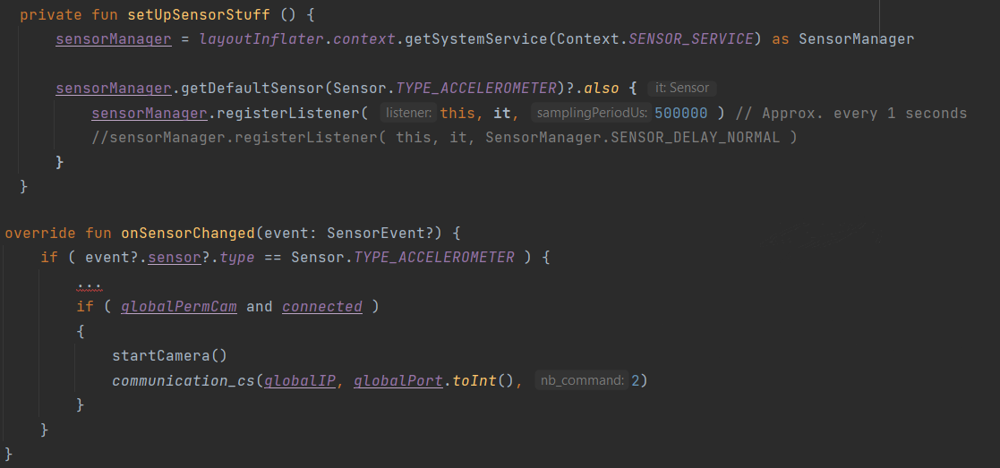 private fun setUpSensorStuff () {
sensorManager = layoutInflater.context.getSystemService(Context.SENSOR_SERVICE) as SensorManager
sensorManager.getDefaultSensor(Sensor.TYPE_ACCELEROMETER)?.also { it: Sensor
sensorManager.registerListener( listener: this, it, samplingPeriodUs: 500000 ) // Approx. every 1 seconds
//sensorManager.registerListener( this, it, SensorManager.SENSOR_DELAY_NORMAL )
}
}
override fun onSensorChanged(event: SensorEvent?) {
if ( event?.sensor?.type == Sensor.TYPE_ACCELEROMETER ) {
...
if ( globalPermCam and connected )
{
startCamera()
communication_cs(globalIP, globalPort.toInt(), nb_command: 2)
}
}
}